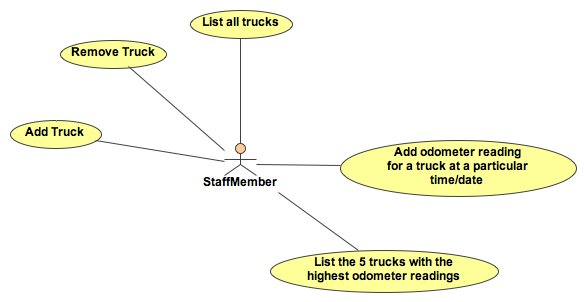 List all trucks
Remove Truck
Add Truck
StaffMember
Add odometer reading
for a truck at a particular
time/date
List the 5 trucks with the
highest odometer readings